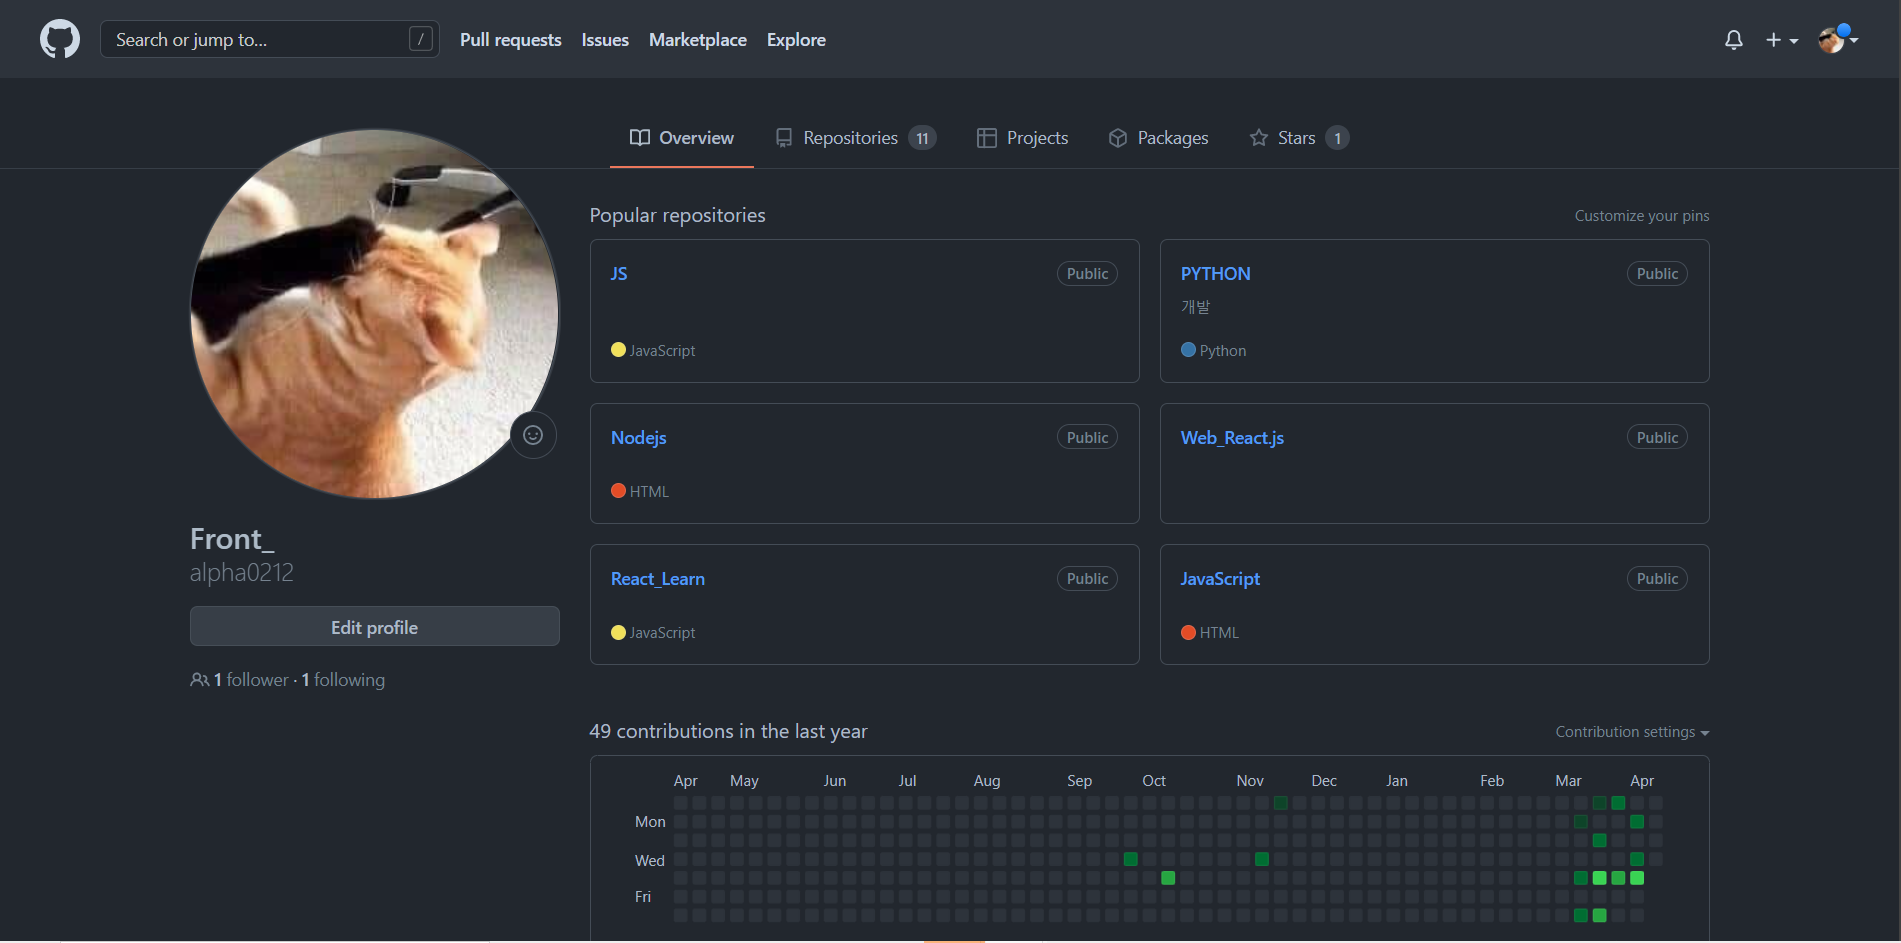 Search or jump to... /
Pull requests Issues Marketplace Explore
Overview Repositories 11 Projects Packages Stars 1
Front_
alpha0212
Edit profile
1 follower · 1 following
Popular repositories
Customize your pins
JS Public
JavaScript
PYTHON Public
개발
Python
Nodejs Public
HTML
Web_React.js Public
React_Learn Public
JavaScript
JavaScript Public
HTML
49 contributions in the last year
Contribution settings
Apr May Jun Jul Aug Sep Oct Nov Dec Jan Feb Mar Apr
Mon
Wed
Fri